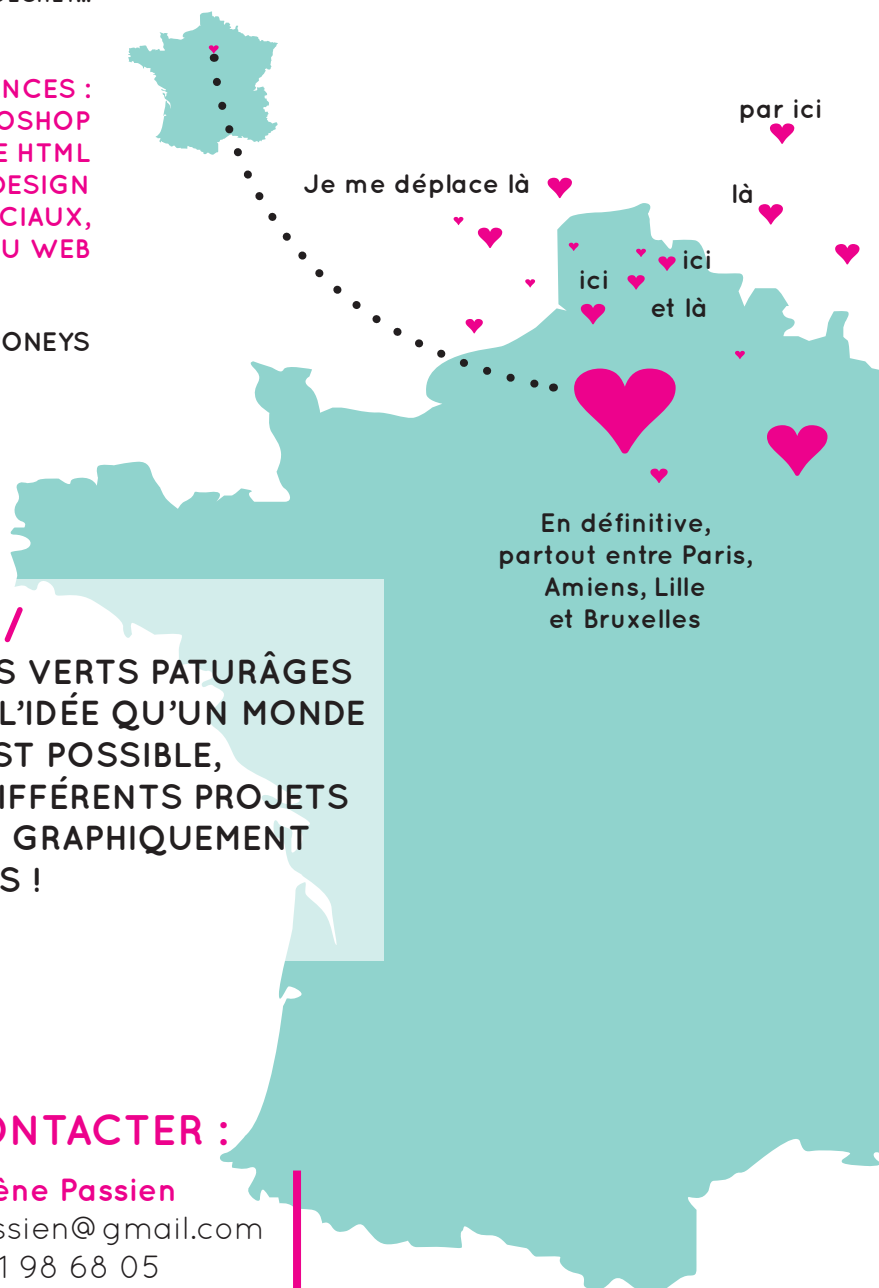 NCES :
OSHOP
E HTML
DESIGN
CIAUX,
U WEB
ONEYS
par ici
Je me déplace là
là
ici
ici
et là
En définitive,
partout entre Paris,
Amiens, Lille
et Bruxelles
/
S VERTS PATURÂGES
L’IDÉE QU’UN MONDE
ST POSSIBLE,
IFFÉRENTS PROJETS
GRAPHIQUEMENT
S !
ONTACTER :
ène Passien
ssien@gmail.com
1 98 68 05